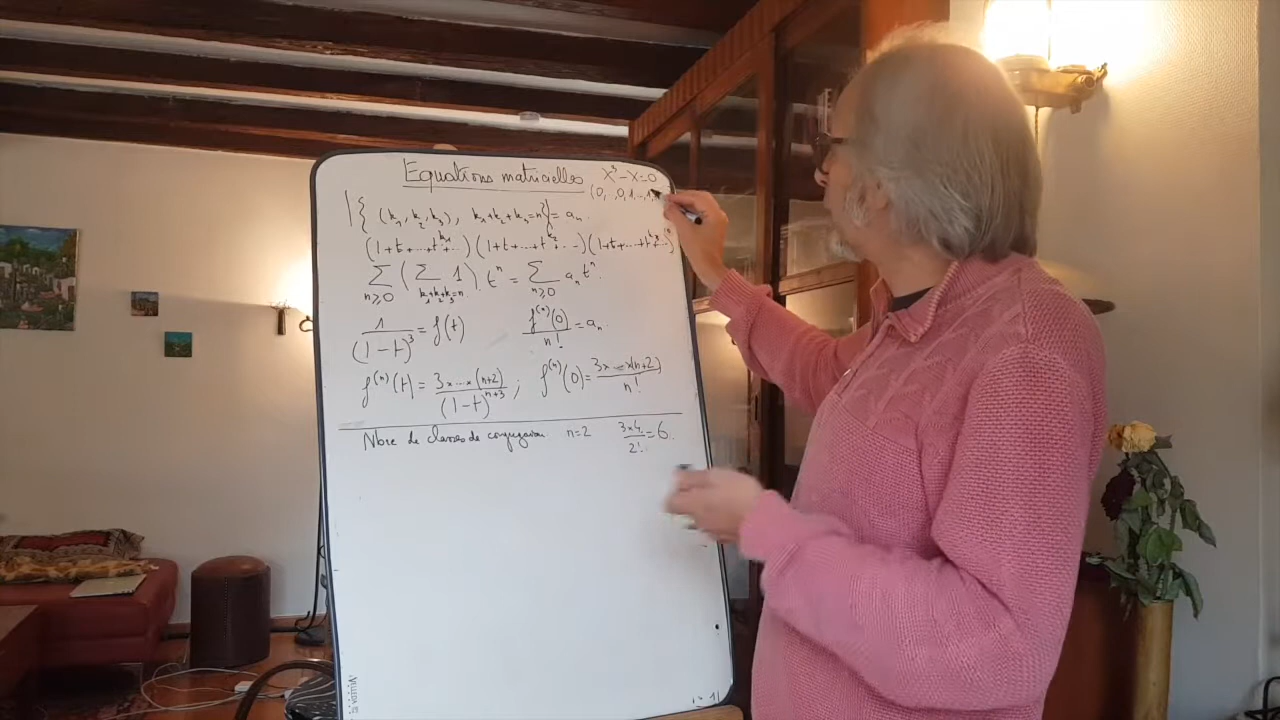 Equations matricielles X³-X=0
(0,..,0,1...,1,
|{(k₁,k₂,k₃), k₁+k₂+k₃=n}|=aₙ.
(1+t+...+t^k₁...)(1+t+...+t^k₂+...)(1+t+...+t^k₃...)
∑_{n≥0} (∑_{k₁+k₂+k₃=n} 1).tⁿ = ∑_{n≥0} aₙtⁿ.
1/(1-t)³ = f(t) f⁽ⁿ⁾(0)/n! = aₙ.
f⁽ⁿ⁾(t) = 3×...×(n+2)/(1-t)ⁿ⁺³ ; f⁽ⁿ⁾(0) = 3×...×(n+2)/n!
Nbre de classes de conjugaison n=2 3×4/2! = 6.